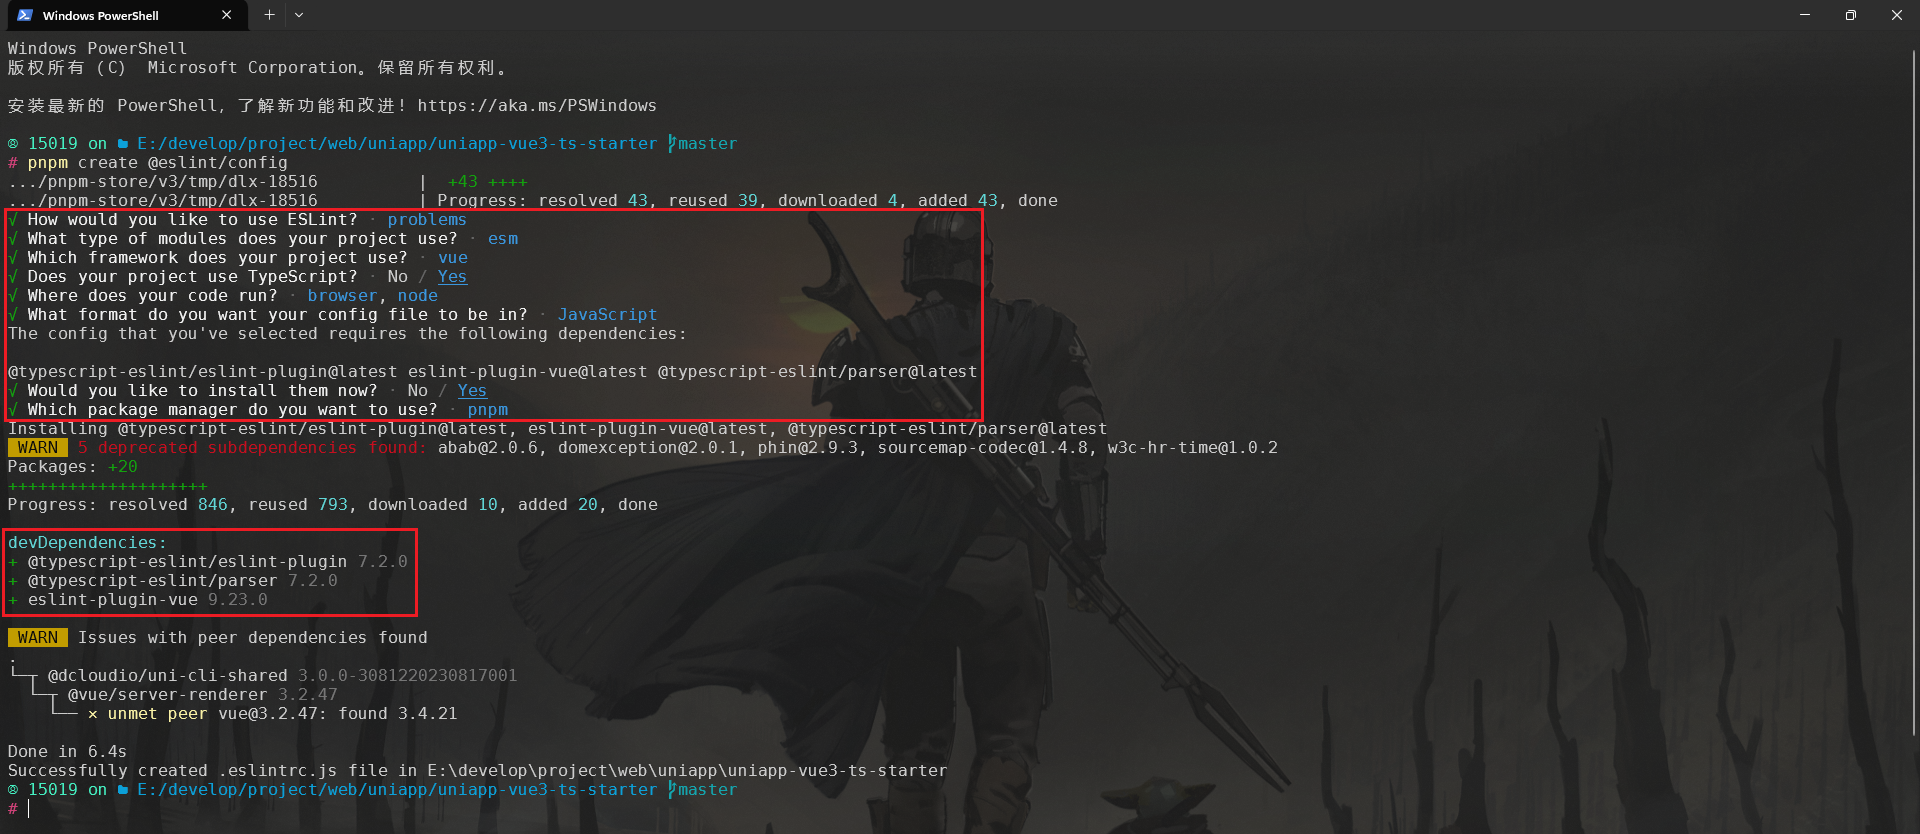 Windows PowerShell
Windows PowerShell
版权所有 (C)  Microsoft Corporation。保留所有权利。
安装最新的 PowerShell，了解新功能和改进！https://aka.ms/PSWindows
15019 on E:/develop/project/web/uniapp/uniapp-vue3-ts-starter master
# pnpm create @eslint/config
.../pnpm-store/v3/tmp/dlx-18516          |  +43 ++++
.../pnpm-store/v3/tmp/dlx-18516          | Progress: resolved 43, reused 39, downloaded 4, added 43, done
√ How would you like to use ESLint? · problems
√ What type of modules does your project use? · esm
√ Which framework does your project use? · vue
√ Does your project use TypeScript? · No / Yes
√ Where does your code run? · browser, node
√ What format do you want your config file to be in? · JavaScript
The config that you've selected requires the following dependencies:
@typescript-eslint/eslint-plugin@latest eslint-plugin-vue@latest @typescript-eslint/parser@latest
√ Would you like to install them now? · No / Yes
√ Which package manager do you want to use? · pnpm
Installing @typescript-eslint/eslint-plugin@latest, eslint-plugin-vue@latest, @typescript-eslint/parser@latest
WARN 5 deprecated subdependencies found: abab@2.0.6, domexception@2.0.1, phin@2.9.3, sourcemap-codec@1.4.8, w3c-hr-time@1.0.2
Packages: +20
++++++++++++++++++++
Progress: resolved 846, reused 793, downloaded 10, added 20, done
devDependencies:
+ @typescript-eslint/eslint-plugin 7.2.0
+ @typescript-eslint/parser 7.2.0
+ eslint-plugin-vue 9.23.0
WARN Issues with peer dependencies found
.
└─┬ @dcloudio/uni-cli-shared 3.0.0-3081220230817001
  └─┬ @vue/server-renderer 3.2.47
    └── × unmet peer vue@3.2.47: found 3.4.21
Done in 6.4s
Successfully created .eslintrc.js file in E:\develop\project\web\uniapp\uniapp-vue3-ts-starter
15019 on E:/develop/project/web/uniapp/uniapp-vue3-ts-starter master
#